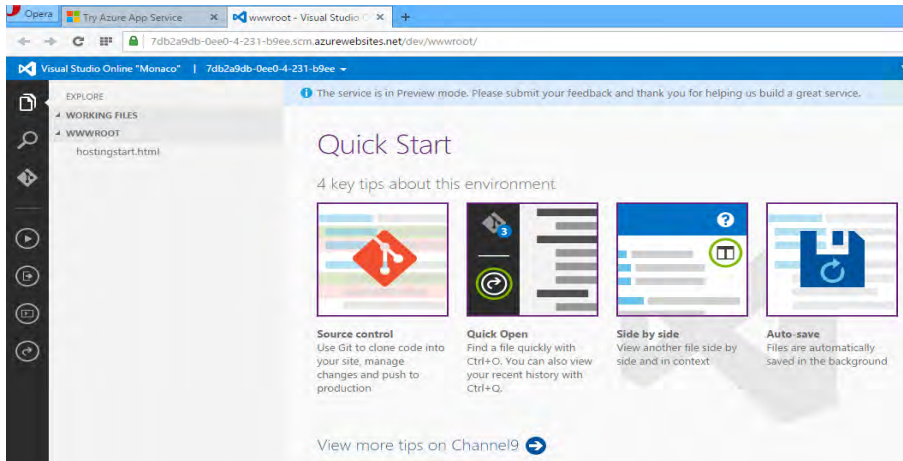 Opera
Try Azure App Service
wwwroot - Visual Studio
7db2a9db-0ee0-4-231-b9ee.scm.azurewebsites.net/dev/wwwroot/
Visual Studio Online "Monaco" | 7db2a9db-0ee0-4-231-b9ee
EXPLORE
WORKING FILES
WWWROOT
hostingstart.html
The service is in Preview mode. Please submit your feedback and thank you for helping us build a great service.
Quick Start
4 key tips about this environment
3
?
Source control
Use Git to clone code into
your site, manage
changes and push to
production
Quick Open
Find a file quickly with
Ctrl+O. You can also view
your recent history with
Ctrl+Q.
Side by side
View another file side by
side and in context
Auto-save
Files are automatically
saved in the background
View more tips on Channel9